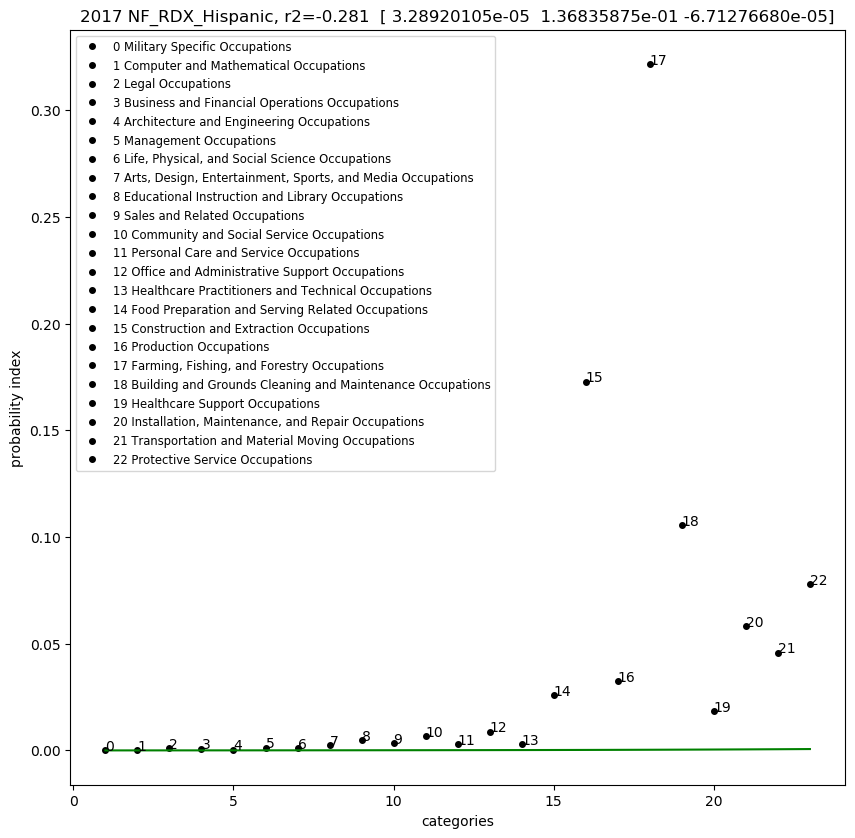 2017 NF_RDX_Hispanic, r2=-0.281  [ 3.28920105e-05  1.36835875e-01 -6.71276680e-05]
0 Military Specific Occupations
1 Computer and Mathematical Occupations
2 Legal Occupations
3 Business and Financial Operations Occupations
4 Architecture and Engineering Occupations
5 Management Occupations
6 Life, Physical, and Social Science Occupations
7 Arts, Design, Entertainment, Sports, and Media Occupations
8 Educational Instruction and Library Occupations
9 Sales and Related Occupations
10 Community and Social Service Occupations
11 Personal Care and Service Occupations
12 Office and Administrative Support Occupations
13 Healthcare Practitioners and Technical Occupations
14 Food Preparation and Serving Related Occupations
15 Construction and Extraction Occupations
16 Production Occupations
17 Farming, Fishing, and Forestry Occupations
18 Building and Grounds Cleaning and Maintenance Occupations
19 Healthcare Support Occupations
20 Installation, Maintenance, and Repair Occupations
21 Transportation and Material Moving Occupations
22 Protective Service Occupations
probability index
0.30
0.25
0.20
0.15
0.10
0.05
0.00
17
15
18
22
20
21
14
16
19
0
1
2
3
4
5
6
7
8
9
10
11
12
13
0
5
10
15
20
categories